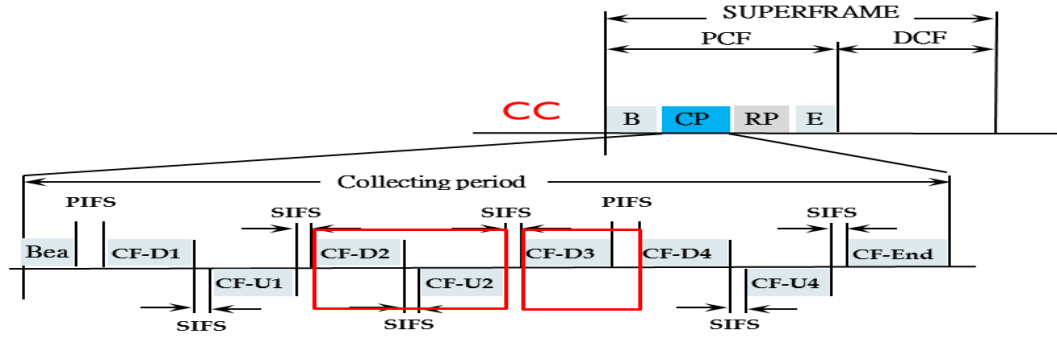 SUPERFRAME
PCF DCF
CC
B CP RP E
Collecting period
PIFS SIFS SIFS PIFS SIFS
Bea CF-D1 CF-D2 CF-D3 CF-D4 CF-End
CF-U1 CF-U2 CF-U4
SIFS SIFS SIFS